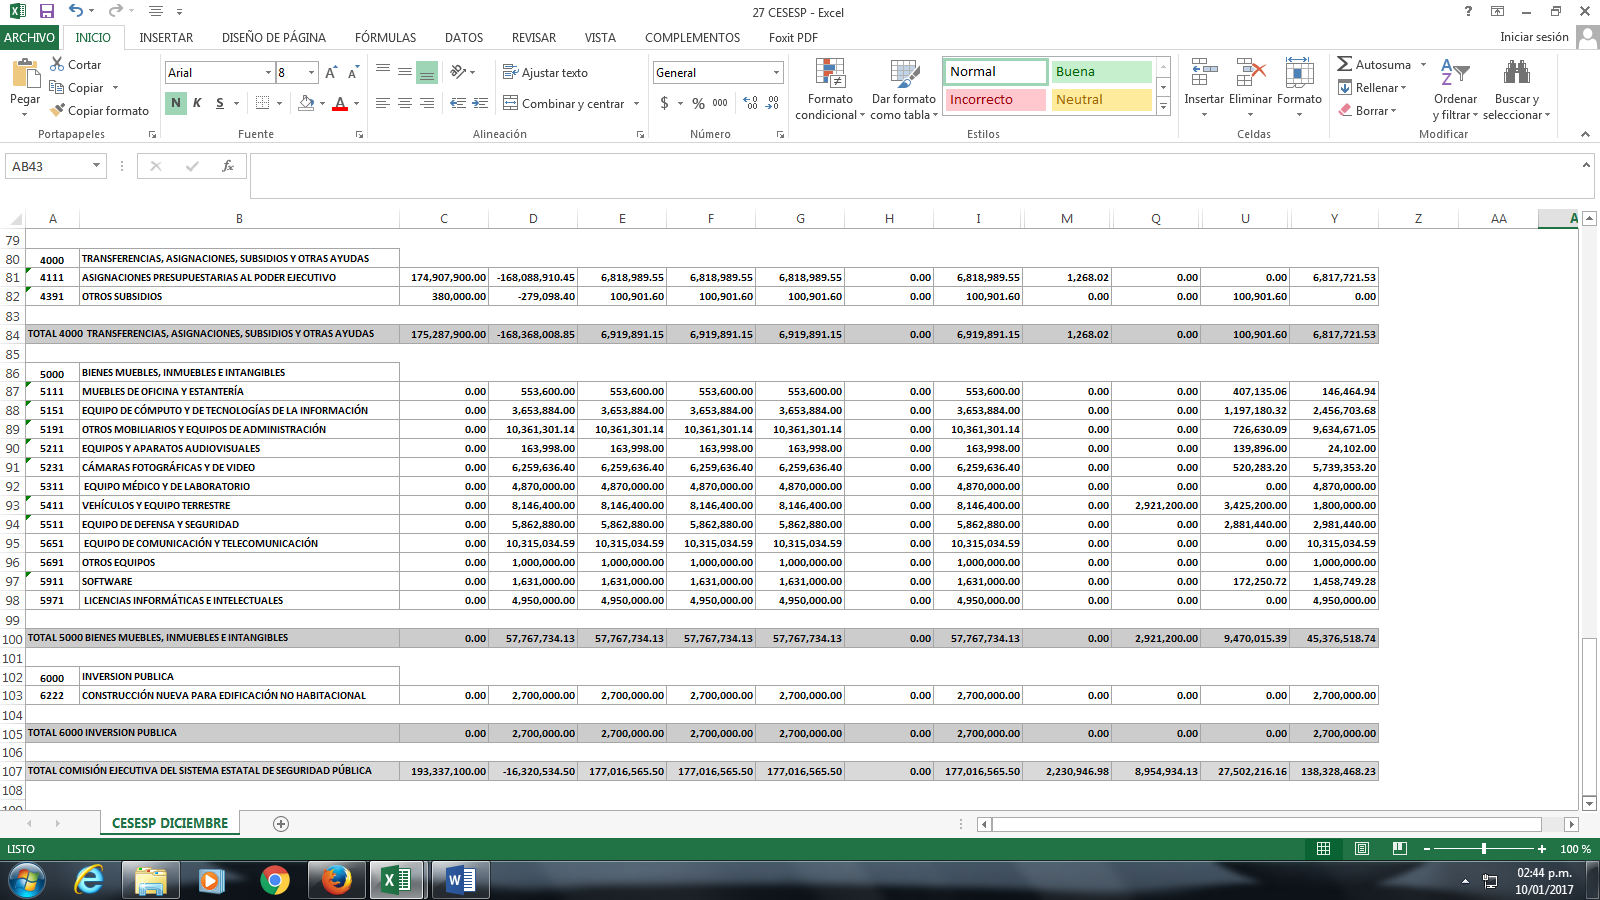 27 CESESP - Excel
ARCHIVO INICIO INSERTAR DISEÑO DE PÁGINA FÓRMULAS DATOS REVISAR VISTA COMPLEMENTOS Foxit PDF Iniciar sesión
Pegar Cortar Copiar Copiar formato Portapapeles
Arial 8 N K S Fuente
Ajustar texto Combinar y centrar Alineación
General $ % 000 Número
Formato condicional Dar formato como tabla Normal Buena Incorrecto Neutral Estilos
Insertar Eliminar Formato Celdas
Autosuma Rellenar Borrar Ordenar y filtrar Buscar y seleccionar Modificar
AB43 fx
A B C D E F G H I M Q U Y Z AA A
79
80 4000 TRANSFERENCIAS, ASIGNACIONES, SUBSIDIOS Y OTRAS AYUDAS
81 4111 ASIGNACIONES PRESUPUESTARIAS AL PODER EJECUTIVO 174,907,900.00 -168,088,910.45 6,818,989.55 6,818,989.55 6,818,989.55 0.00 6,818,989.55 1,268.02 0.00 0.00 6,817,721.53
82 4391 OTROS SUBSIDIOS 380,000.00 -279,098.40 100,901.60 100,901.60 100,901.60 0.00 100,901.60 0.00 0.00 100,901.60 0.00
83
84 TOTAL 4000 TRANSFERENCIAS, ASIGNACIONES, SUBSIDIOS Y OTRAS AYUDAS 175,287,900.00 -168,368,008.85 6,919,891.15 6,919,891.15 6,919,891.15 0.00 6,919,891.15 1,268.02 0.00 100,901.60 6,817,721.53
85
86 5000 BIENES MUEBLES, INMUEBLES E INTANGIBLES
87 5111 MUEBLES DE OFICINA Y ESTANTERÍA 0.00 553,600.00 553,600.00 553,600.00 553,600.00 0.00 553,600.00 0.00 0.00 407,135.06 146,464.94
88 5151 EQUIPO DE CÓMPUTO Y DE TECNOLOGÍAS DE LA INFORMACIÓN 0.00 3,653,884.00 3,653,884.00 3,653,884.00 3,653,884.00 0.00 3,653,884.00 0.00 0.00 1,197,180.32 2,456,703.68
89 5191 OTROS MOBILIARIOS Y EQUIPOS DE ADMINISTRACIÓN 0.00 10,361,301.14 10,361,301.14 10,361,301.14 10,361,301.14 0.00 10,361,301.14 0.00 0.00 726,630.09 9,634,671.05
90 5211 EQUIPOS Y APARATOS AUDIOVISUALES 0.00 163,998.00 163,998.00 163,998.00 163,998.00 0.00 163,998.00 0.00 0.00 139,896.00 24,102.00
91 5231 CÁMARAS FOTOGRÁFICAS Y DE VIDEO 0.00 6,259,636.40 6,259,636.40 6,259,636.40 6,259,636.40 0.00 6,259,636.40 0.00 0.00 520,283.20 5,739,353.20
92 5311 EQUIPO MÉDICO Y DE LABORATORIO 0.00 4,870,000.00 4,870,000.00 4,870,000.00 4,870,000.00 0.00 4,870,000.00 0.00 0.00 0.00 4,870,000.00
93 5411 VEHÍCULOS Y EQUIPO TERRESTRE 0.00 8,146,400.00 8,146,400.00 8,146,400.00 8,146,400.00 0.00 8,146,400.00 0.00 2,921,200.00 3,425,200.00 1,800,000.00
94 5511 EQUIPO DE DEFENSA Y SEGURIDAD 0.00 5,862,880.00 5,862,880.00 5,862,880.00 5,862,880.00 0.00 5,862,880.00 0.00 0.00 2,881,440.00 2,981,440.00
95 5651 EQUIPO DE COMUNICACIÓN Y TELECOMUNICACIÓN 0.00 10,315,034.59 10,315,034.59 10,315,034.59 10,315,034.59 0.00 10,315,034.59 0.00 0.00 0.00 10,315,034.59
96 5691 OTROS EQUIPOS 0.00 1,000,000.00 1,000,000.00 1,000,000.00 1,000,000.00 0.00 1,000,000.00 0.00 0.00 0.00 1,000,000.00
97 5911 SOFTWARE 0.00 1,631,000.00 1,631,000.00 1,631,000.00 1,631,000.00 0.00 1,631,000.00 0.00 0.00 172,250.72 1,458,749.28
98 5971 LICENCIAS INFORMÁTICAS E INTELECTUALES 0.00 4,950,000.00 4,950,000.00 4,950,000.00 4,950,000.00 0.00 4,950,000.00 0.00 0.00 0.00 4,950,000.00
99
100 TOTAL 5000 BIENES MUEBLES, INMUEBLES E INTANGIBLES 0.00 57,767,734.13 57,767,734.13 57,767,734.13 57,767,734.13 0.00 57,767,734.13 0.00 2,921,200.00 9,470,015.39 45,376,518.74
101
102 6000 INVERSION PUBLICA
103 6222 CONSTRUCCIÓN NUEVA PARA EDIFICACIÓN NO HABITACIONAL 0.00 2,700,000.00 2,700,000.00 2,700,000.00 2,700,000.00 0.00 2,700,000.00 0.00 0.00 0.00 2,700,000.00
104
105 TOTAL 6000 INVERSION PUBLICA 0.00 2,700,000.00 2,700,000.00 2,700,000.00 2,700,000.00 0.00 2,700,000.00 0.00 0.00 0.00 2,700,000.00
106
107 TOTAL COMISIÓN EJECUTIVA DEL SISTEMA ESTATAL DE SEGURIDAD PÚBLICA 193,337,100.00 -16,320,534.50 177,016,565.50 177,016,565.50 177,016,565.50 0.00 177,016,565.50 2,230,946.98 8,954,934.13 27,502,216.16 138,328,468.23
108
109
CESESP DICIEMBRE
LISTO 100 %
02:44 p.m.
10/01/2017